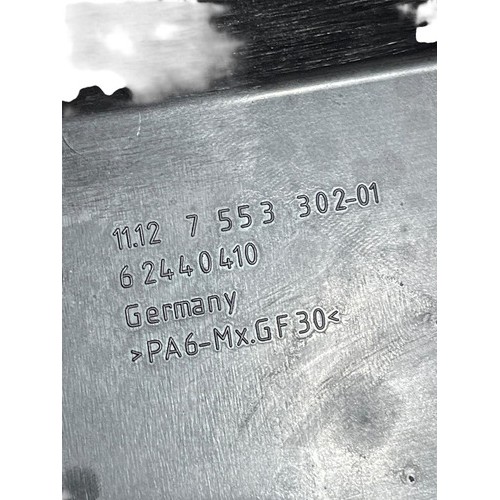 11.12 7 553 302-01
62440410
Germany
>PA6-Mx.GF30<